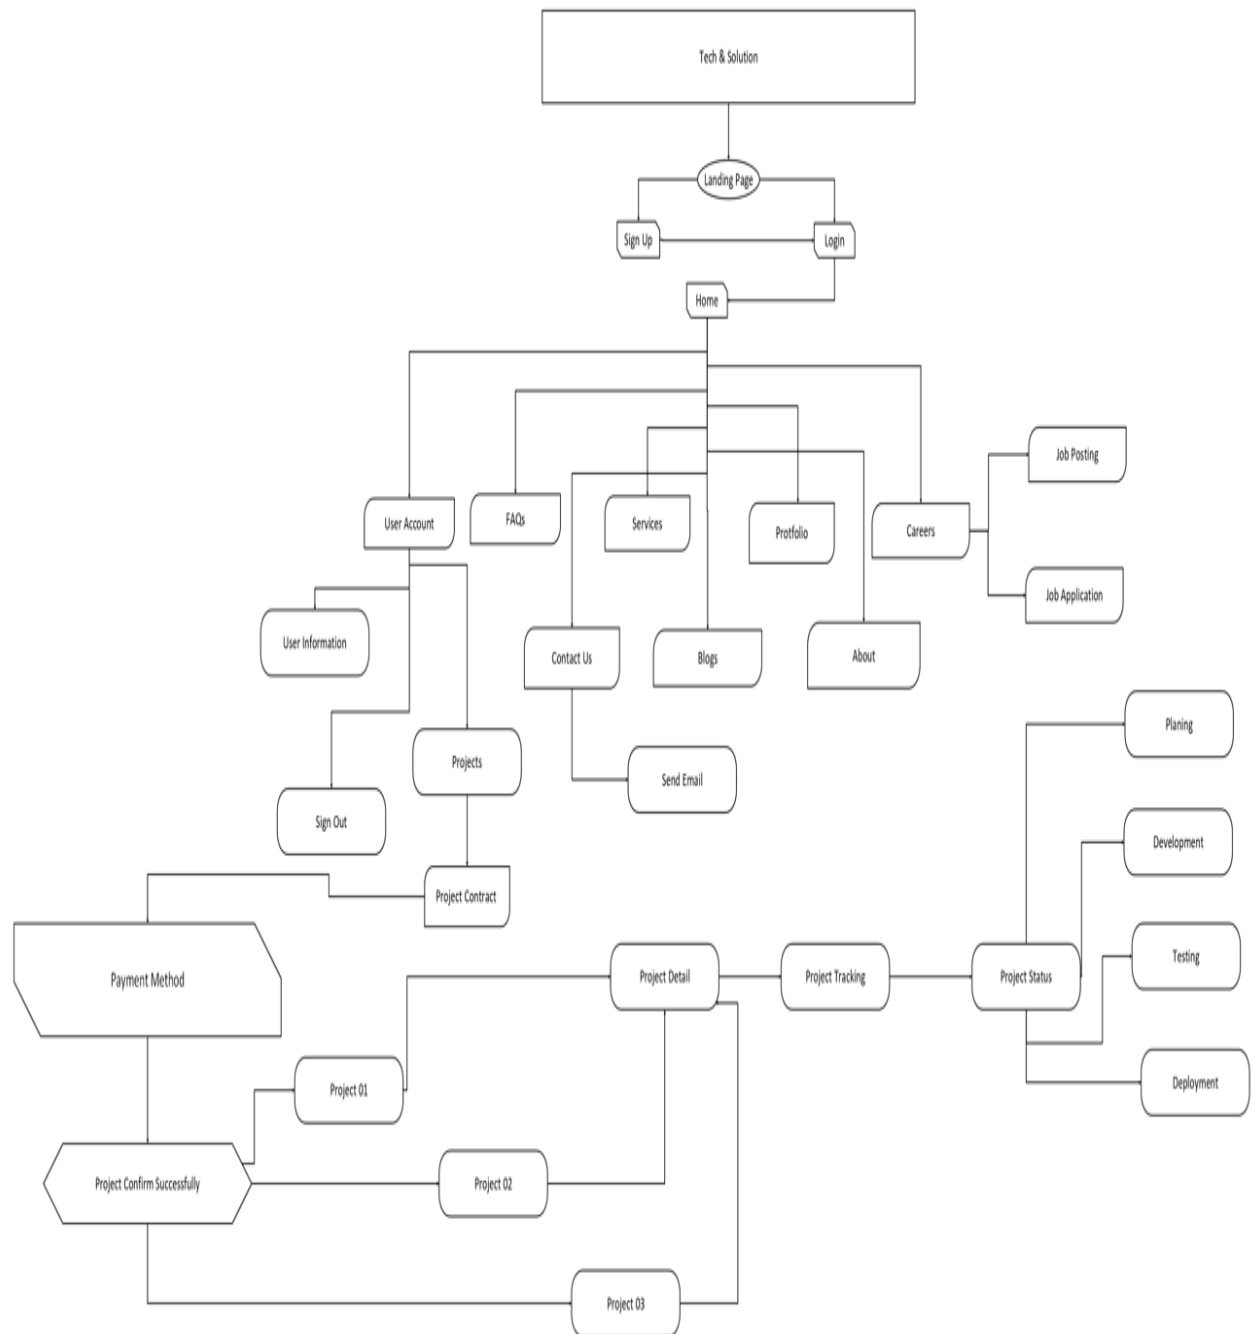 Tech & Solution
Landing Page
Sign Up
Login
Home
Job Posting
User Account
FAQs
Services
Protfolio
Careers
Job Application
User Information
Contact Us
Blogs
About
Planing
Projects
Send Email
Sign Out
Development
Project Contract
Payment Method
Project Detail
Project Tracking
Project Status
Testing
Project 01
Deployment
Project Confirm Successfully
Project 02
Project 03